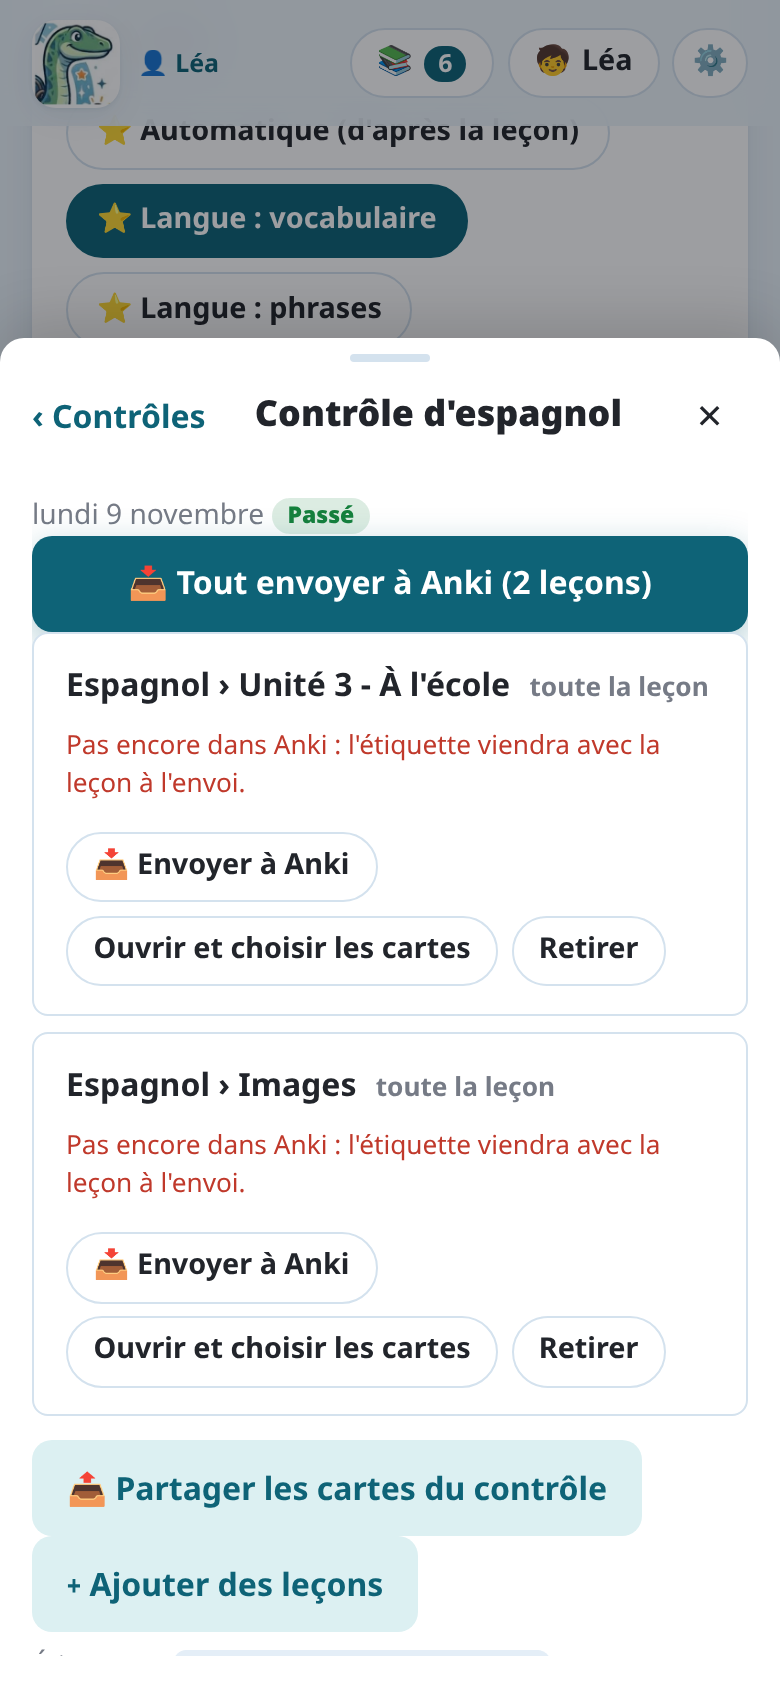 Léa
6
Léa
Automatique (d'après la leçon)
Langue : vocabulaire
Langue : phrases
‹ Contrôles
Contrôle d'espagnol
×
lundi 9 novembre
Passé
Tout envoyer à Anki (2 leçons)
Espagnol › Unité 3 - À l'école toute la leçon
Pas encore dans Anki : l'étiquette viendra avec la
leçon à l'envoi.
Envoyer à Anki
Ouvrir et choisir les cartes
Retirer
Espagnol › Images toute la leçon
Pas encore dans Anki : l'étiquette viendra avec la
leçon à l'envoi.
Envoyer à Anki
Ouvrir et choisir les cartes
Retirer
Partager les cartes du contrôle
+ Ajouter des leçons